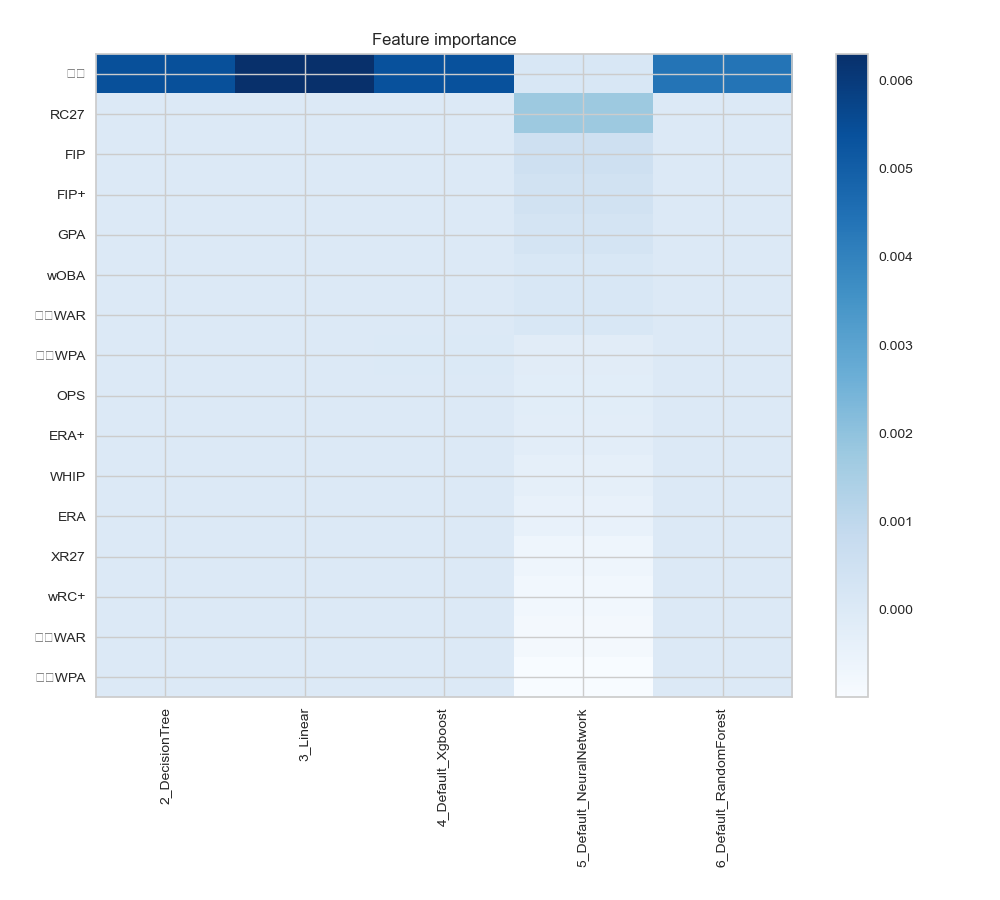 Feature importance
RC27
FIP
FIP+
GPA
wOBA
WAR
WPA
OPS
ERA+
WHIP
ERA
XR27
wRC+
WAR
WPA
2_DecisionTree
3_Linear
4_Default_Xgboost
5_Default_NeuralNetwork
6_Default_RandomForest
0.006
0.005
0.004
0.003
0.002
0.001
0.000